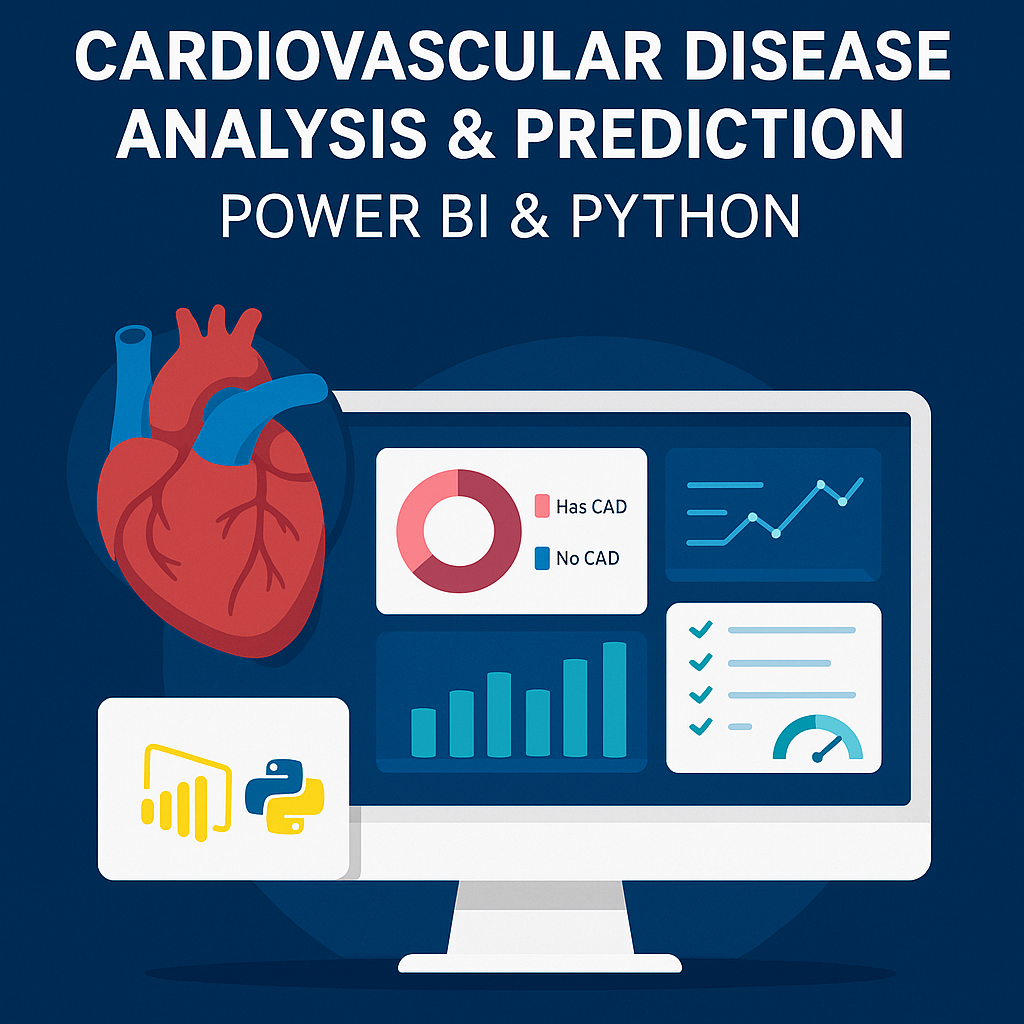 CARDIOVASCULAR DISEASE
ANALYSIS & PREDICTION
POWER BI & PYTHON
Has CAD
No CAD